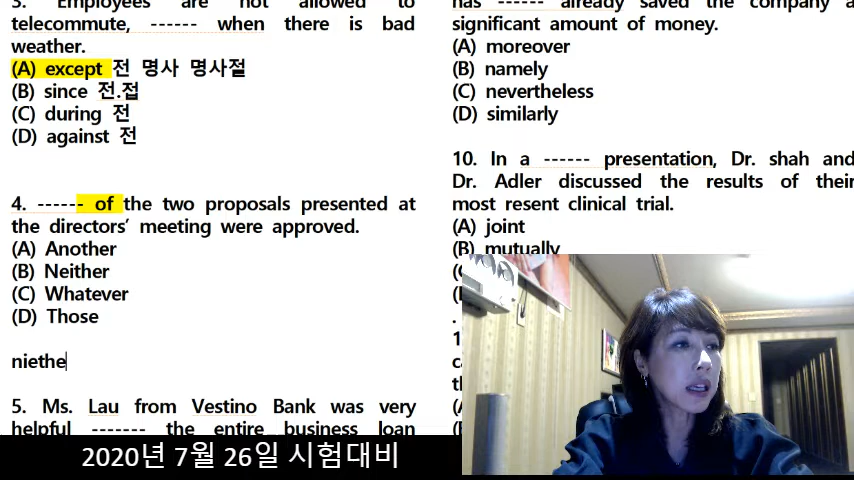 3. Employees are not allowed to
telecommute, ------ when there is bad
weather.
(A) except 전 명사 명사절
(B) since 전.접
(C) during 전
(D) against 전
4. ------ of the two proposals presented at
the directors’ meeting were approved.
(A) Another
(B) Neither
(C) Whatever
(D) Those
niethe
5. Ms. Lau from Vestino Bank was very
helpful ------- the entire business loan
has ------ already saved the company a
significant amount of money.
(A) moreover
(B) namely
(C) nevertheless
(D) similarly
10. In a ------ presentation, Dr. shah and
Dr. Adler discussed the results of their
most resent clinical trial.
(A) joint
(B) mutually
2020년 7월 26일 시험대비